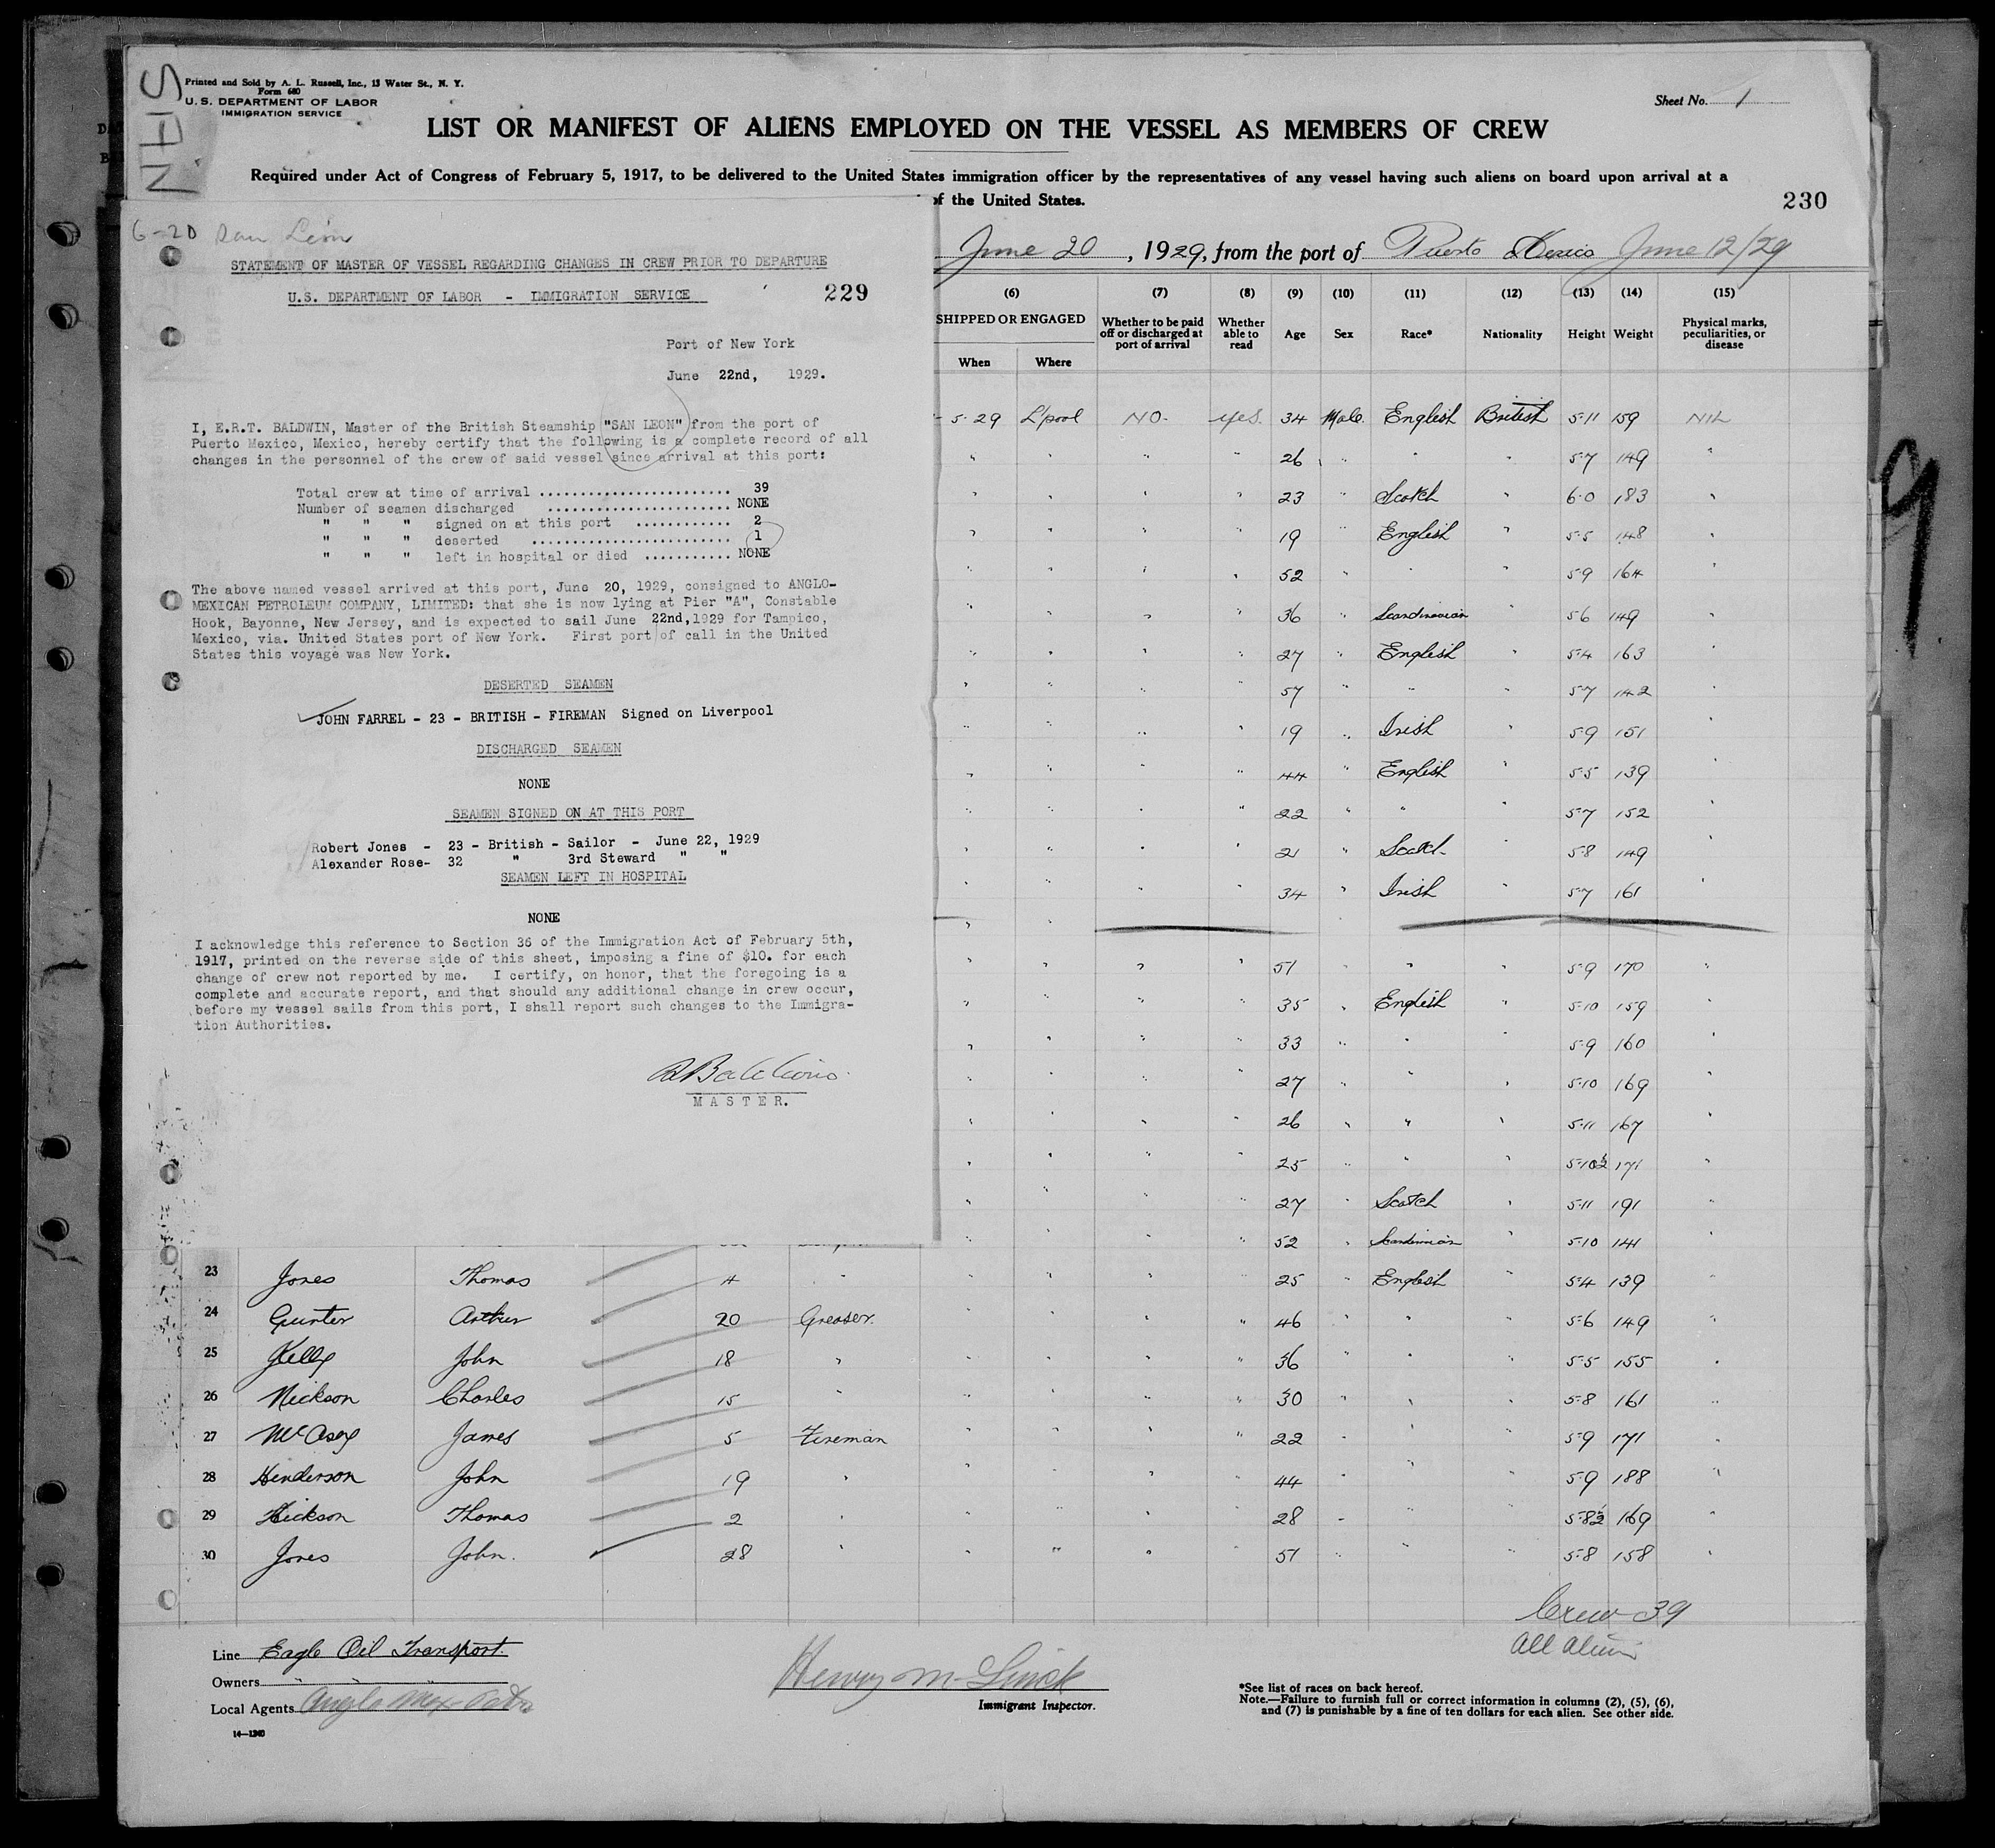 Printed and Sold by A. L. Russell, Inc., 13 Water St., N. Y.
Form 680
U. S. DEPARTMENT OF LABOR
IMMIGRATION SERVICE
Sheet No. 1
LIST OR MANIFEST OF ALIENS EMPLOYED ON THE VESSEL AS MEMBERS OF CREW
Required under Act of Congress of February 5, 1917, to be delivered to the United States immigration officer by the representatives of any vessel having such aliens on board upon arrival at a
of the United States.
230
June 20, 1929, from the port of Puerto Mexico June 12/29
6-20 San Leon
STATEMENT OF MASTER OF VESSEL REGARDING CHANGES IN CREW PRIOR TO DEPARTURE
U.S. DEPARTMENT OF LABOR - IMMIGRATION SERVICE
229
Port of New York
June 22nd, 1929.
I, E.R.T. BALDWIN, Master of the British Steamship "SAN LEON" from the port of
Puerto Mexico, Mexico, hereby certify that the following is a complete record of all
changes in the personnel of the crew of said vessel since arrival at this port:
Total crew at time of arrival ........................ 39
Number of seamen discharged ....................... NONE
" " " signed on at this port ............ 2
" " " deserted ......................... 1
" " " left in hospital or died ........... NONE
The above named vessel arrived at this port, June 20, 1929, consigned to ANGLO-
MEXICAN PETROLEUM COMPANY, LIMITED: that she is now lying at Pier "A", Constable
Hook, Bayonne, New Jersey, and is expected to sail June 22nd,1929 for Tampico,
Mexico, via. United States port of New York. First port of call in the United
States this voyage was New York.
DESERTED SEAMEN
JOHN FARREL - 23 - BRITISH - FIREMAN Signed on Liverpool
DISCHARGED SEAMEN
NONE
SEAMEN SIGNED ON AT THIS PORT
Robert Jones - 23 - British - Sailor - June 22, 1929
Alexander Rose- 32 " 3rd Steward " "
SEAMEN LEFT IN HOSPITAL
NONE
I acknowledge this reference to Section 36 of the Immigration Act of February 5th,
1917, printed on the reverse side of this sheet, imposing a fine of $10. for each
change of crew not reported by me. I certify, on honor, that the foregoing is a
complete and accurate report, and that should any additional change in crew occur,
before my vessel sails from this port, I shall report such changes to the Immigra-
tion Authorities.
MASTER.
(6) (7) (8) (9) (10) (11) (12) (13) (14) (15)
SHIPPED OR ENGAGED
When Where
Whether to be paid off or discharged at port of arrival
Whether able to read
Age Sex Race* Nationality Height Weight
Physical marks, peculiarities, or disease
5-29 L'pool NO- yes. 34 Male English British 5-11 159 NIL
" " " " 26 " " " 5-7 149 "
" " " " 23 " Scotch " 6-0 183 "
" " " " 19 " English " 5-5 148 "
" " " " 52 " " " 5-9 164 "
" " " " 36 " Scandinavian 5-6 149 "
" " " " 27 " English " 5-4 163 "
" " " " 57 " " 5-7 142 "
" " " " 19 " Irish " 5-9 151 "
" " " " 44 " English " 5-5 139 "
" " " " 22 " " " 5-7 152 "
" " " " 21 " Scotch " 5-8 149 "
" " " " 34 " Irish 5-7 161 "
" " " " 51 " " " 5-9 170 "
" " " " 35 " English " 5-10 159 "
" " " " 33 " " " 5-9 160 "
" " " " 27 " " " 5-10 169 "
" " " " 26 " " " 5-11 167 "
" " " " 25 " " " 5-10½ 171 "
" " " " 27 " Scotch " 5-11 191 "
" " 52 " Scandinavian " 5-10 141
23 Jones Thomas 4 " " " " " 25 " English " 5-4 139 "
24 Gunter Arthur 20 Greaser " " " " 46 " " " 5-6 149 "
25 Kelly John 18 " " " " " 36 " " " 5-5 155 "
26 Nickson Charles 15 " " " " " 30 " " " 5-8 161 "
27 James 5 Fireman " " " " 22 " " " 5-9 171 "
28 Henderson John 19 " " " " " 44 " " " 5-9 188 "
29 Hickson Thomas 2 " " " " " 28 " " " 5-8½ 169 "
30 Jones John. 28 " " " " " 51 " " " 5-8 158 "
Crew 39
All alien
Line Eagle Oil Transport.
Owners " "
Local Agents Anglo Mex Petro
Immigrant Inspector.
*See list of races on back hereof.
Note.—Failure to furnish full or correct information in columns (2), (5), (6),
and (7) is punishable by a fine of ten dollars for each alien. See other side.
14—1240